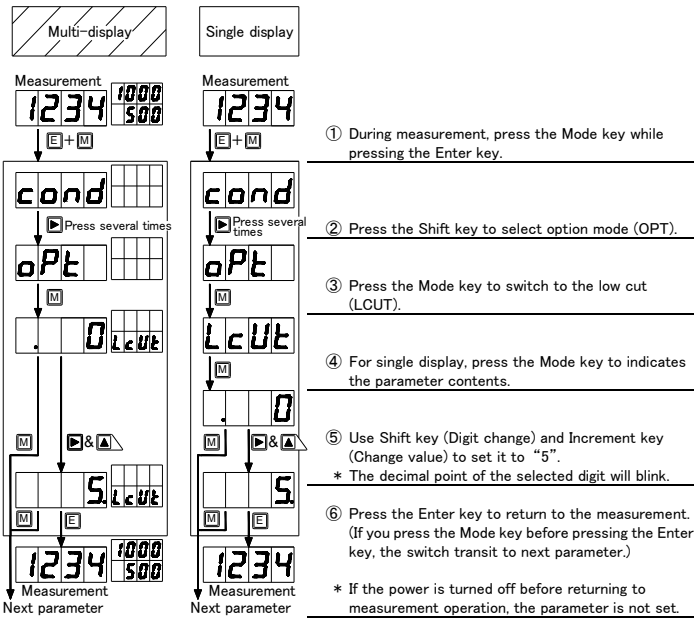 Multi-display Single display
Measurement Measurement
1234 1000 500 1234
E+M E+M
① During measurement, press the Mode key while
pressing the Enter key.
cond cond
Press several times Press several
times
② Press the Shift key to select option mode (OPT).
oPt oPt
M M
③ Press the Mode key to switch to the low cut
(LCUT).
. 0 LcUt LcUt
M
④ For single display, press the Mode key to indicates
the parameter contents.
. 0
M & M &
⑤ Use Shift key (Digit change) and Increment key
(Change value) to set it to “5”.
* The decimal point of the selected digit will blink.
5. LcUt 5.
M E M E
⑥ Press the Enter key to return to the measurement.
(If you press the Mode key before pressing the Enter
key, the switch transit to next parameter.)
1234 1000 500 1234
Measurement Measurement
Next parameter Next parameter
* If the power is turned off before returning to
measurement operation, the parameter is not set.